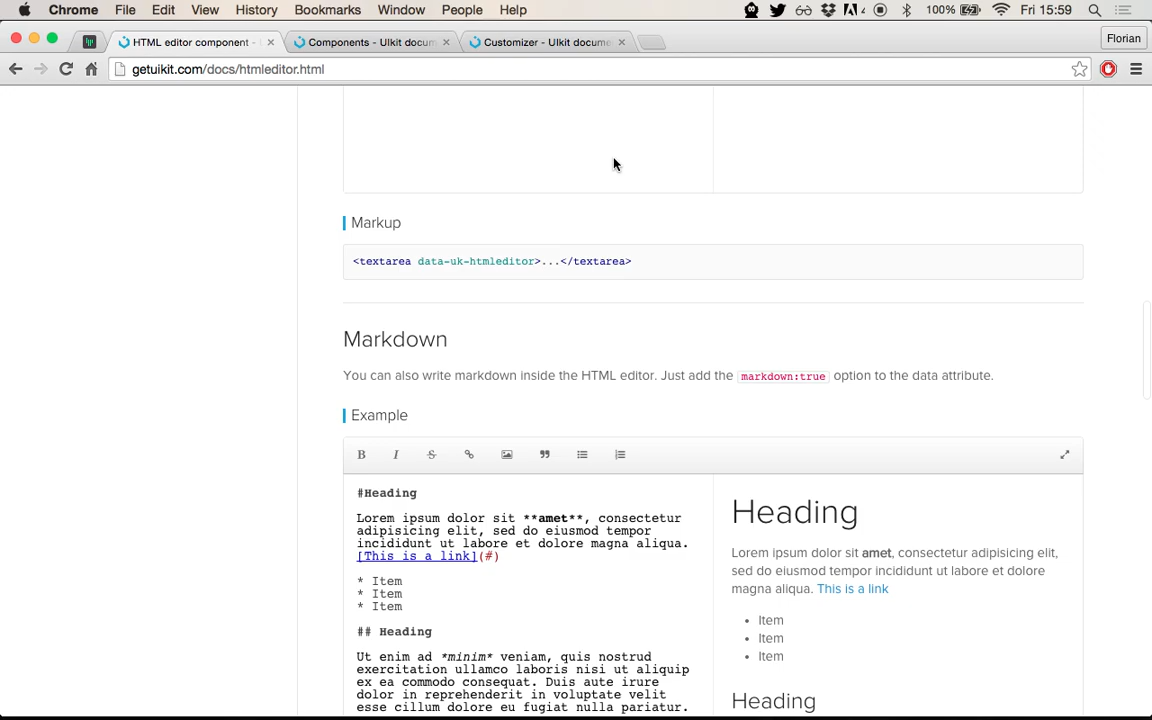 Chrome File Edit View History Bookmarks Window People Help 4 100% Fri 15:59
HTML editor component - Components - UIkit docum Customizer - UIkit docume Florian
getuikit.com/docs/htmleditor.html
Markup
<textarea data-uk-htmleditor>...</textarea>
Markdown
You can also write markdown inside the HTML editor. Just add the markdown:true option to the data attribute.
Example
B I S
#Heading
Lorem ipsum dolor sit **amet**, consectetur
adipisicing elit, sed do eiusmod tempor
incididunt ut labore et dolore magna aliqua.
[This is a link](#)
* Item
* Item
* Item
## Heading
Ut enim ad *minim* veniam, quis nostrud
exercitation ullamco laboris nisi ut aliquip
ex ea commodo consequat. Duis aute irure
dolor in reprehenderit in voluptate velit
esse cillum dolore eu fugiat nulla pariatur.
Heading
Lorem ipsum dolor sit amet, consectetur adipisicing elit,
sed do eiusmod tempor incididunt ut labore et dolore
magna aliqua. This is a link
• Item
• Item
• Item
Heading